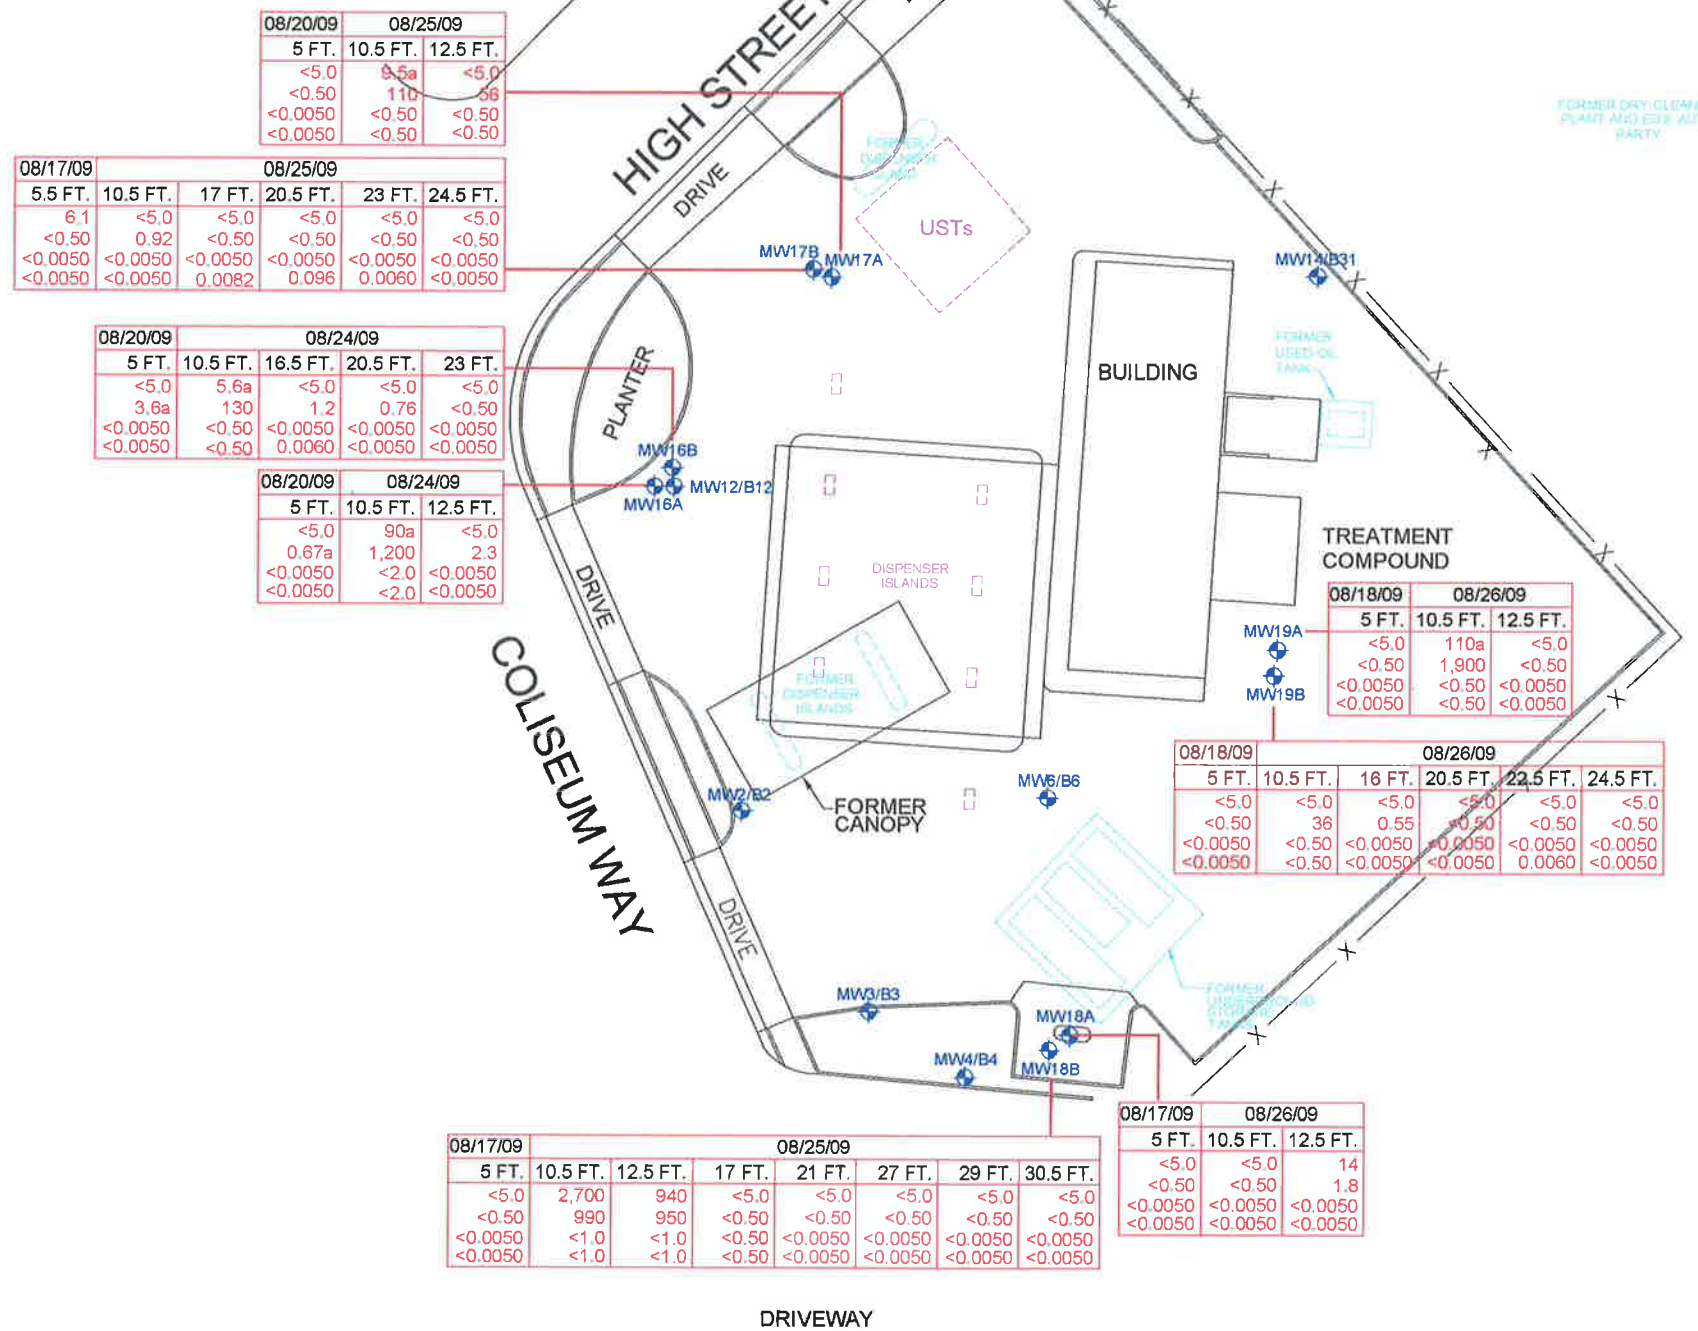 08/20/09 08/25/09
5 FT. 10.5 FT. 12.5 FT.
<5.0 9.5a <5.0
<0.50 110 56
<0.0050 <0.50 <0.50
<0.0050 <0.50 <0.50
HIGH STREET
DRIVE
FORMER DRY-CLEAN
PLANT AND
PARTY
FORMER
DISPENSER
ISLAND
USTs
08/17/09 08/25/09
5.5 FT. 10.5 FT. 17 FT. 20.5 FT. 23 FT. 24.5 FT.
6.1 <5.0 <5.0 <5.0 <5.0 <5.0
<0.50 0.92 <0.50 <0.50 <0.50 <0.50
<0.0050 <0.0050 <0.0050 <0.0050 <0.0050 <0.0050
<0.0050 <0.0050 0.0082 0.096 0.0060 <0.0050
MW17B MW17A
MW14/B31
08/20/09 08/24/09
5 FT. 10.5 FT. 16.5 FT. 20.5 FT. 23 FT.
<5.0 5.6a <5.0 <5.0 <5.0
3.6a 130 1.2 0.76 <0.50
<0.0050 <0.50 <0.0050 <0.0050 <0.0050
<0.0050 <0.50 0.0060 <0.0050 <0.0050
PLANTER
BUILDING
FORMER
USED-OIL
TANK
MW16B
MW12/B12
MW16A
08/20/09 08/24/09
5 FT. 10.5 FT. 12.5 FT.
<5.0 90a <5.0
0.67a 1,200 2.3
<0.0050 <2.0 <0.0050
<0.0050 <2.0 <0.0050
DRIVE
DISPENSER
ISLANDS
TREATMENT
COMPOUND
08/18/09 08/26/09
5 FT. 10.5 FT. 12.5 FT.
<5.0 110a <5.0
<0.50 1,900 <0.50
<0.0050 <0.50 <0.0050
<0.0050 <0.50 <0.0050
MW19A
MW19B
COLISEUM WAY
FORMER
DISPENSER
ISLANDS
08/18/09 08/26/09
5 FT. 10.5 FT. 16 FT. 20.5 FT. 22.5 FT. 24.5 FT.
<5.0 <5.0 <5.0 <5.0 <5.0 <5.0
<0.50 36 0.55 <0.50 <0.50 <0.50
<0.0050 <0.50 <0.0050 <0.0050 <0.0050 <0.0050
<0.0050 <0.50 <0.0050 <0.0050 0.0060 <0.0050
MW2/B2
MW6/B6
FORMER
CANOPY
DRIVE
MW3/B3
FORMER
UNDERGROUND
STORAGE
TANKS
MW18A
MW4/B4
MW18B
08/17/09 08/26/09
5 FT. 10.5 FT. 12.5 FT.
<5.0 <5.0 14
<0.50 <0.50 1.8
<0.0050 <0.0050 <0.0050
<0.0050 <0.0050 <0.0050
08/17/09 08/25/09
5 FT. 10.5 FT. 12.5 FT. 17 FT. 21 FT. 27 FT. 29 FT. 30.5 FT.
<5.0 2,700 940 <5.0 <5.0 <5.0 <5.0 <5.0
<0.50 990 950 <0.50 <0.50 <0.50 <0.50 <0.50
<0.0050 <1.0 <1.0 <0.50 <0.0050 <0.0050 <0.0050 <0.0050
<0.0050 <1.0 <1.0 <0.50 <0.0050 <0.0050 <0.0050 <0.0050
DRIVEWAY